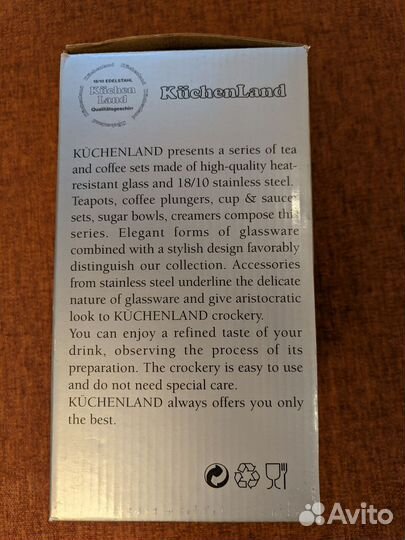 Küchenland Küchenland
18/10 EDELSTAHL
Küchen
Land
Qualitätsgeschirr
KüchenLand
KÜCHENLAND presents a series of tea
and coffee sets made of high-quality heat-
resistant glass and 18/10 stainless steel.
Teapots, coffee plungers, cup & saucer
sets, sugar bowls, creamers compose this
series. Elegant forms of glassware
combined with a stylish design favorably
distinguish our collection. Accessories
from stainless steel underline the delicate
nature of glassware and give aristocratic
look to KÜCHENLAND crockery.
You can enjoy a refined taste of your
drink, observing the process of its
preparation. The crockery is easy to use
and do not need special care.
KÜCHENLAND always offers you only
the best.
Avito